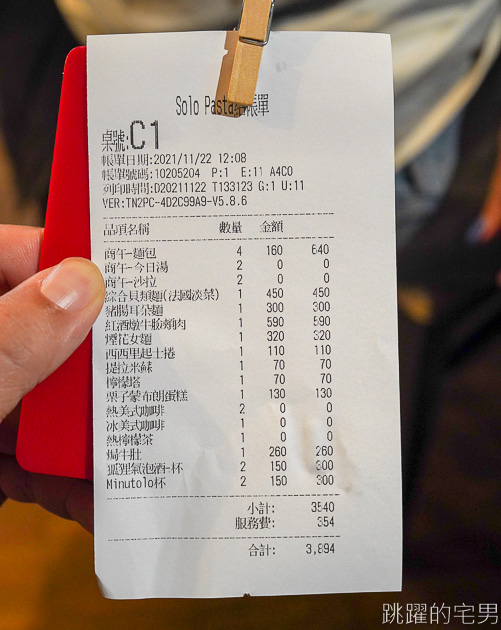 Solo Pasta結帳單
桌號:C1
帳單日期:2021/11/22 12:08
帳單號碼:10205204 P:1 E:11 A4C0
列印時間:D20211122 T133123 G:1 U:11
VER:TN2PC-4D2C99A9-V5.8.6
品項名稱 數量 金額
商午-麵包 4 160 640
商午-今日湯 2 0 0
商午-沙拉 2 0 0
綜合貝類麵(法國淡菜) 1 450 450
豬腸耳朵麵 1 300 300
紅酒燉牛臉頰肉 1 590 590
煙花女麵 1 320 320
西西里起士捲 1 110 110
提拉米蘇 1 70 70
檸檬塔 1 70 70
栗子蒙布朗蛋糕 1 130 130
熱美式咖啡 2 0 0
冰美式咖啡 1 0 0
熱檸檬茶 1 0 0
焗牛肚 1 260 260
狐狸氣泡酒-杯 2 150 300
Minutolo杯 2 150 300
小計: 3540
服務費: 354
合計: 3,894
跳躍的宅男